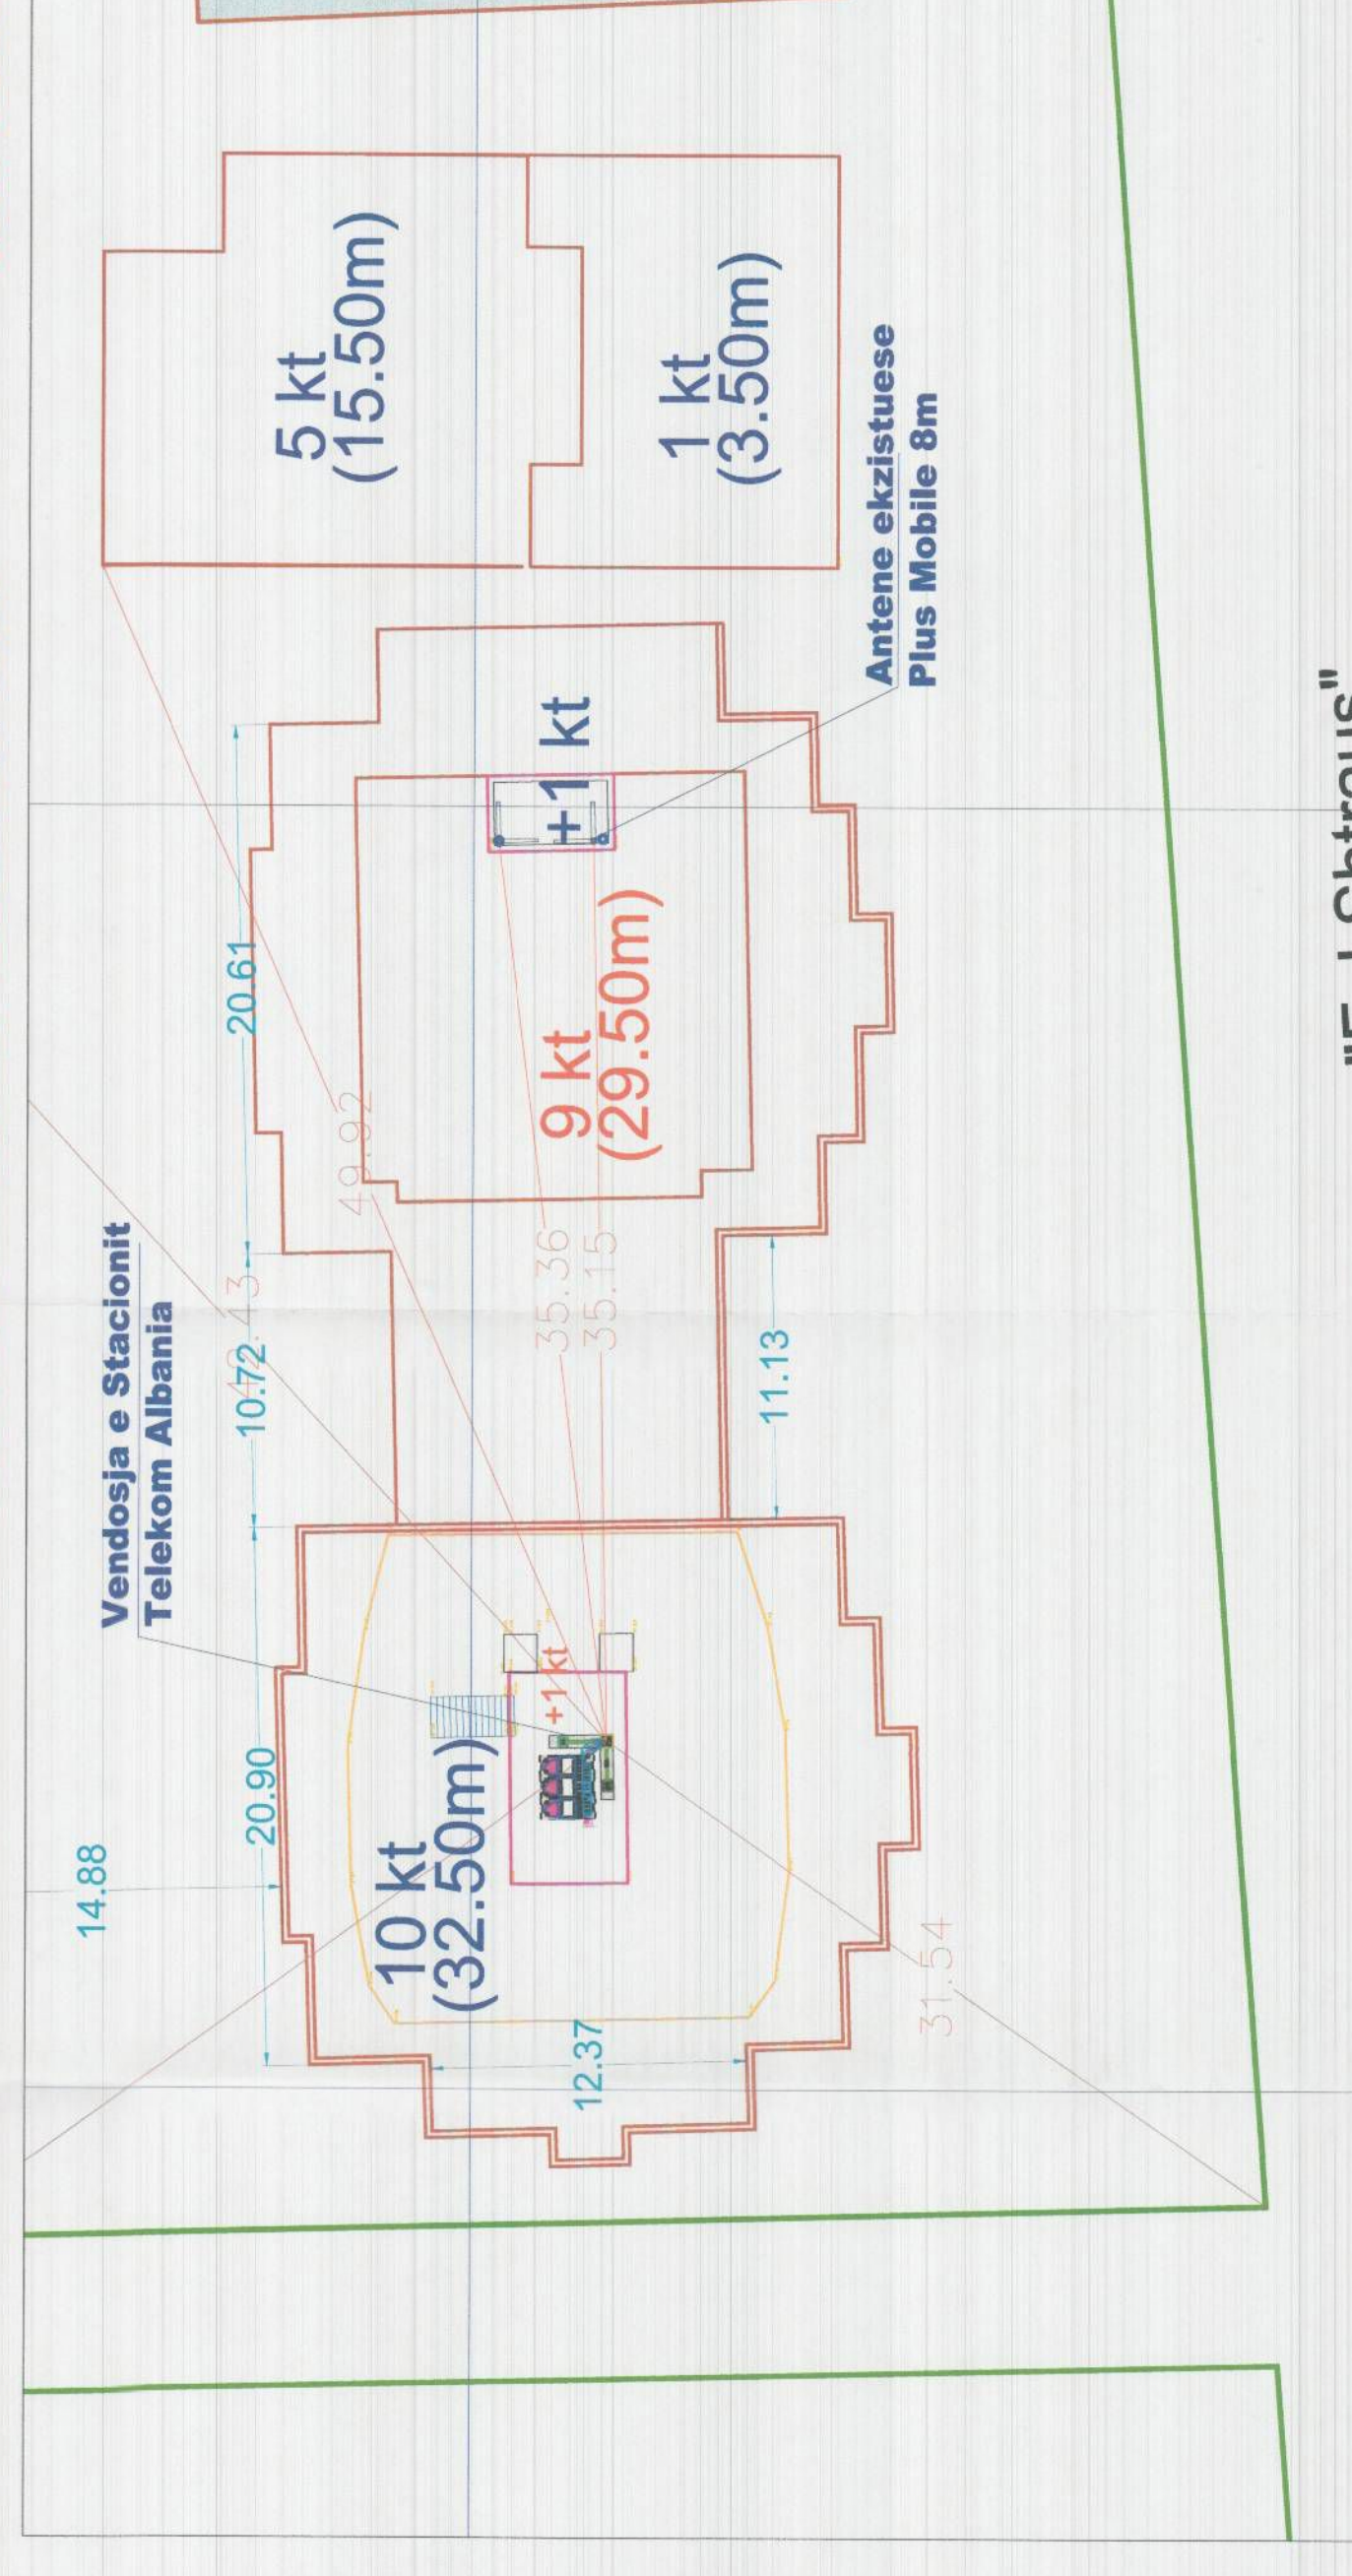 5 kt
(15.50m)
1 kt
(3.50m)
Antene ekzistuese
Plus Mobile 8m
+1 kt
9 kt
(29.50m)
20.61
49.92
35.36
35.15
10.72
11.13
Vendosja e Stacionit
Telekom Albania
+1 kt
10 kt
(32.50m)
20.90
14.88
12.37
31.54